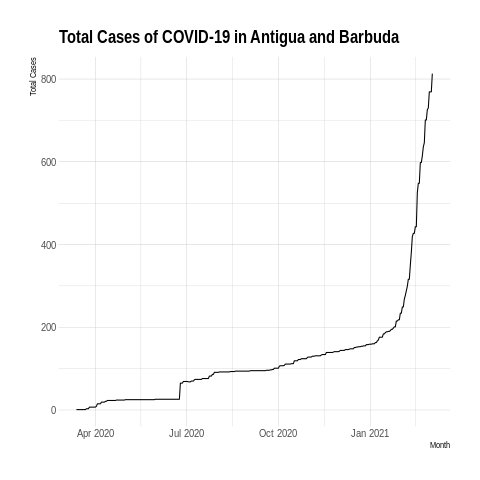 Total Cases of COVID-19 in Antigua and Barbuda
Total Cases
800
600
400
200
0
Apr 2020
Jul 2020
Oct 2020
Jan 2021
Month